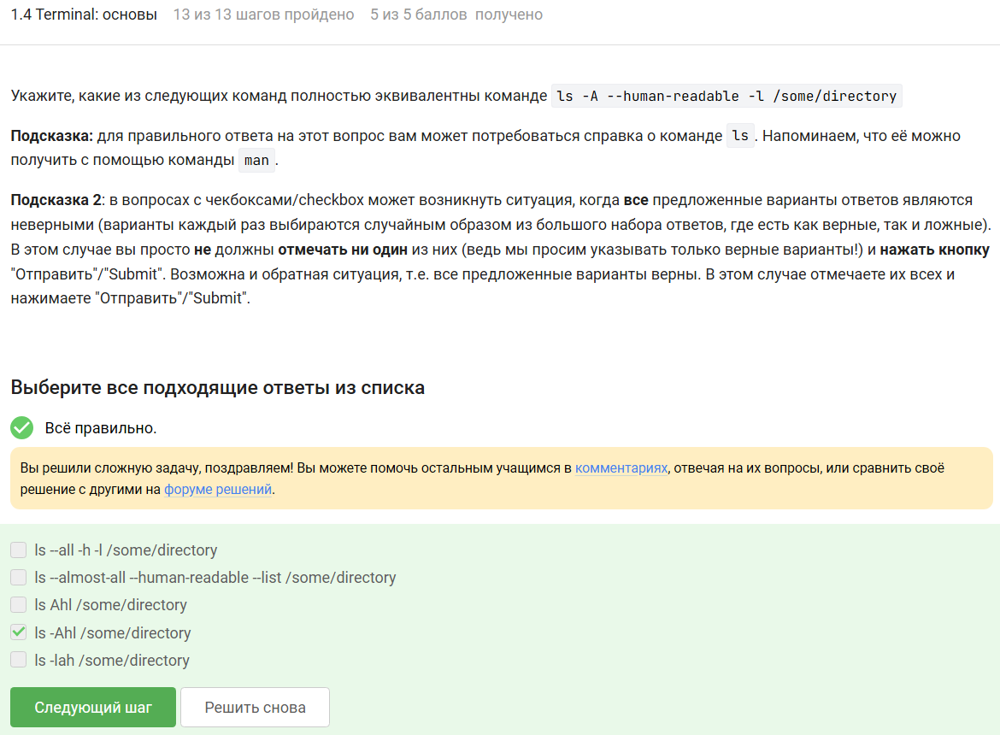 1.4 Terminal: основы 13 из 13 шагов пройдено 5 из 5 баллов получено
Укажите, какие из следующих команд полностью эквивалентны команде ls -A --human-readable -l /some/directory
Подсказка: для правильного ответа на этот вопрос вам может потребоваться справка о команде ls. Напоминаем, что её можно
получить с помощью команды man.
Подсказка 2: в вопросах с чекбоксами/checkbox может возникнуть ситуация, когда все предложенные варианты ответов являются
неверными (варианты каждый раз выбираются случайным образом из большого набора ответов, где есть как верные, так и ложные).
В этом случае вы просто не должны отмечать ни один из них (ведь мы просим указывать только верные варианты!) и нажать кнопку
"Отправить"/"Submit". Возможна и обратная ситуация, т.е. все предложенные варианты верны. В этом случае отмечаете их всех и
нажимаете "Отправить"/"Submit".
Выберите все подходящие ответы из списка
Всё правильно.
Вы решили сложную задачу, поздравляем! Вы можете помочь остальным учащимся в комментариях, отвечая на их вопросы, или сравнить своё
решение с другими на форуме решений.
ls --all -h -l /some/directory
ls --almost-all --human-readable --list /some/directory
ls Ahl /some/directory
ls -Ahl /some/directory
ls -lah /some/directory
Следующий шаг Решить снова